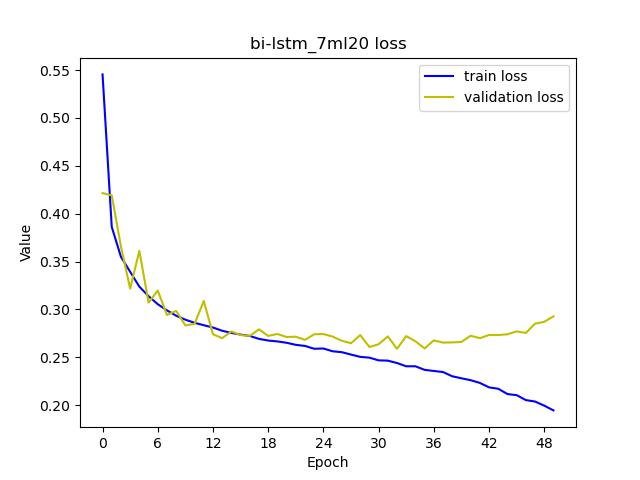 bi-lstm_7ml20 loss
train loss
validation loss
Value
0.55
0.50
0.45
0.40
0.35
0.30
0.25
0.20
0 6 12 18 24 30 36 42 48
Epoch